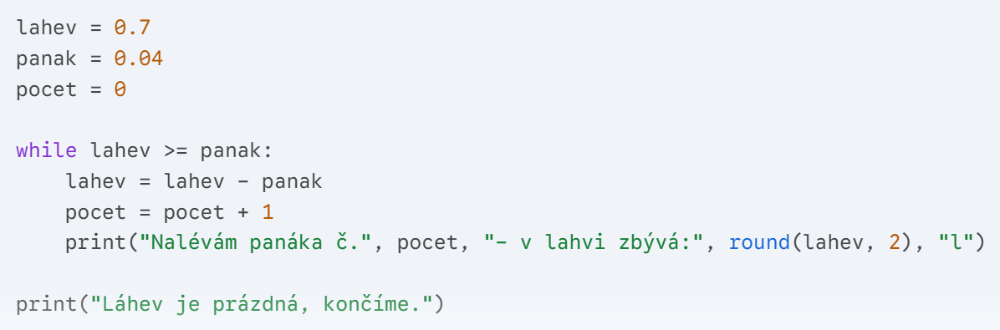 lahev = 0.7
panak = 0.04
pocet = 0

while lahev >= panak:
    lahev = lahev - panak
    pocet = pocet + 1
    print("Nalévám panáka č.", pocet, "- v lahvi zbývá:", round(lahev, 2), "l")

print("Láhev je prázdná, končíme.")